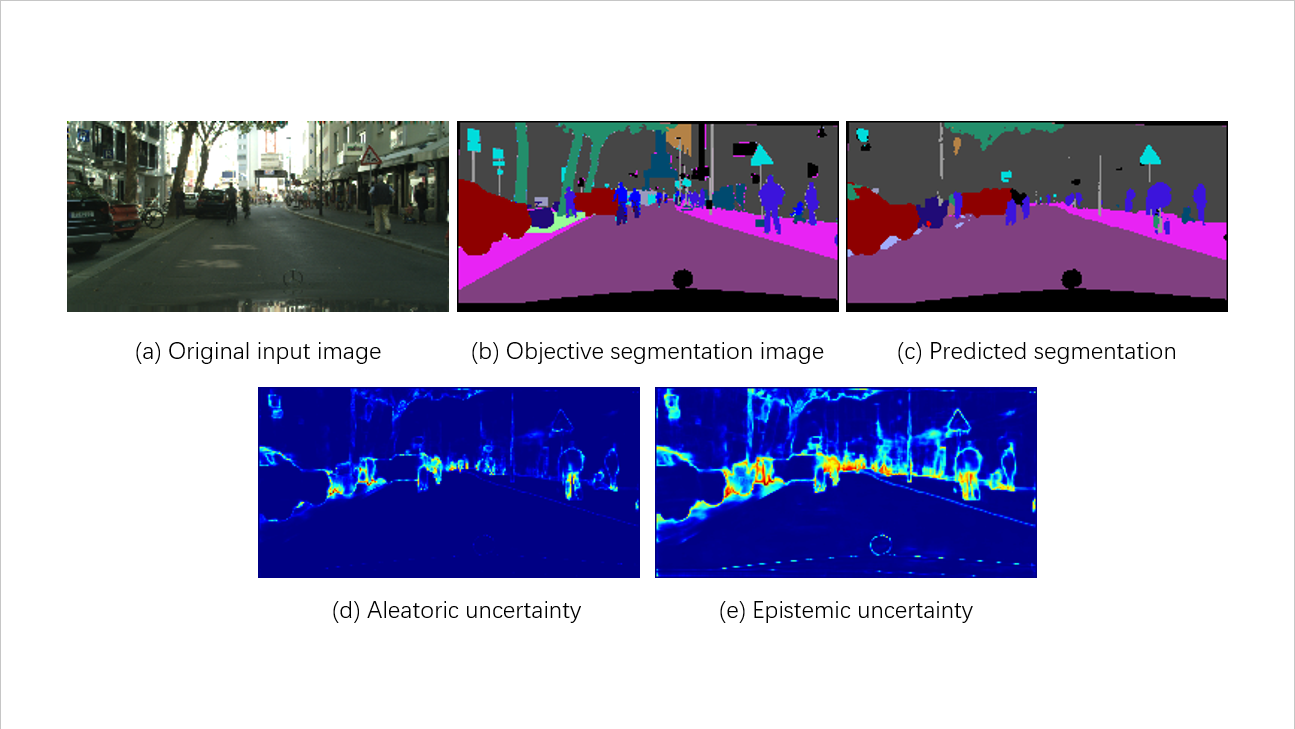 (a) Original input image
(b) Objective segmentation image
(c) Predicted segmentation
(d) Aleatoric uncertainty
(e) Epistemic uncertainty